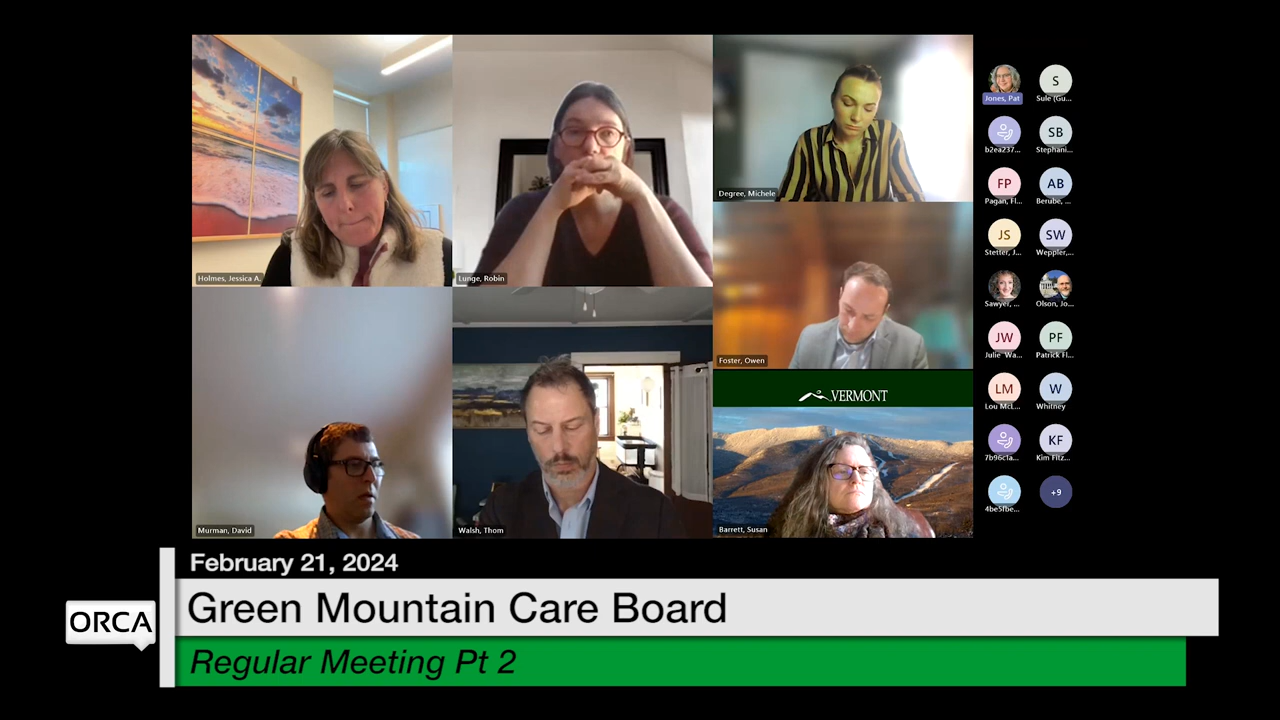 Jones, Pat
S
Sule (Gu...
b2ea237...
SB
Stephani...
Degree, Michele
FP
Pagan, Fl...
AB
Berube, ...
JS
Stetter, J...
SW
Weppler,...
Holmes, Jessica A.
Lunge, Robin
Sawyer, ...
Olson, Jo...
JW
Julie Wa...
PF
Patrick Fl...
Foster, Owen
VERMONT
LM
Lou McL...
W
Whitney
7b96c1a...
KF
Kim Fitz...
4be5fbe...
+9
Murman, David
Walsh, Thom
Barrett, Susan
February 21, 2024
Green Mountain Care Board
ORCA
Regular Meeting Pt 2